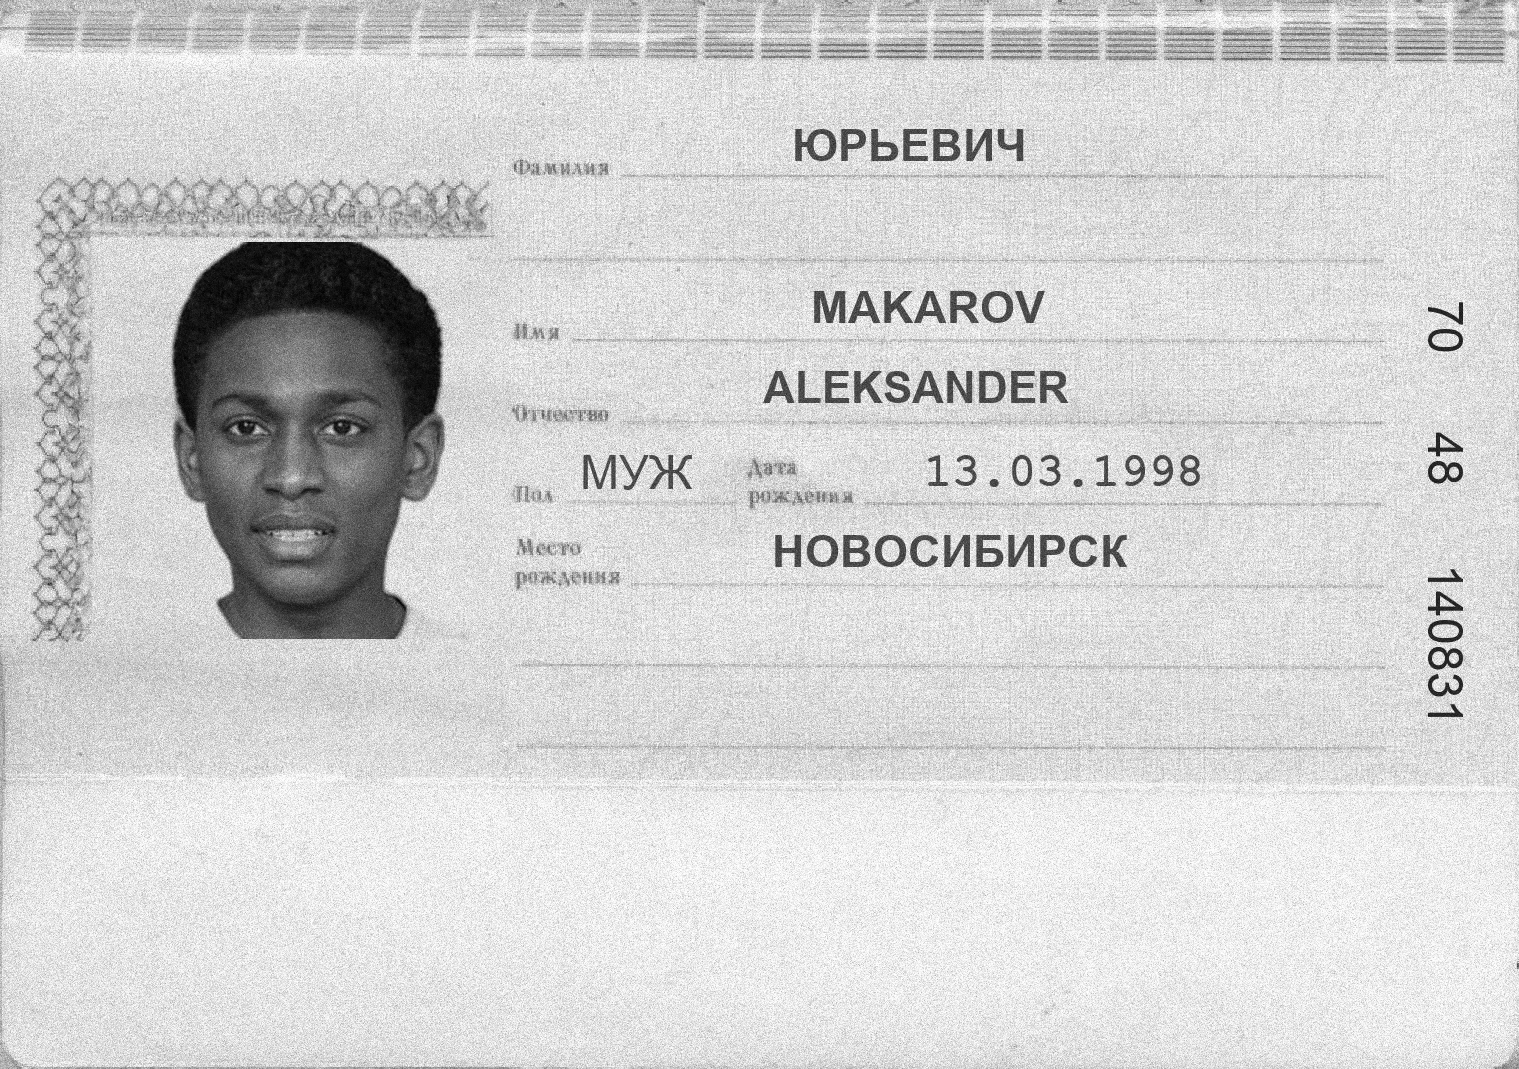 Фамилия ЮРЬЕВИЧ
Имя MAKAROV
Отчество ALEKSANDER
Пол МУЖ Дата рождения 13.03.1998
Место рождения НОВОСИБИРСК
70 48 140831